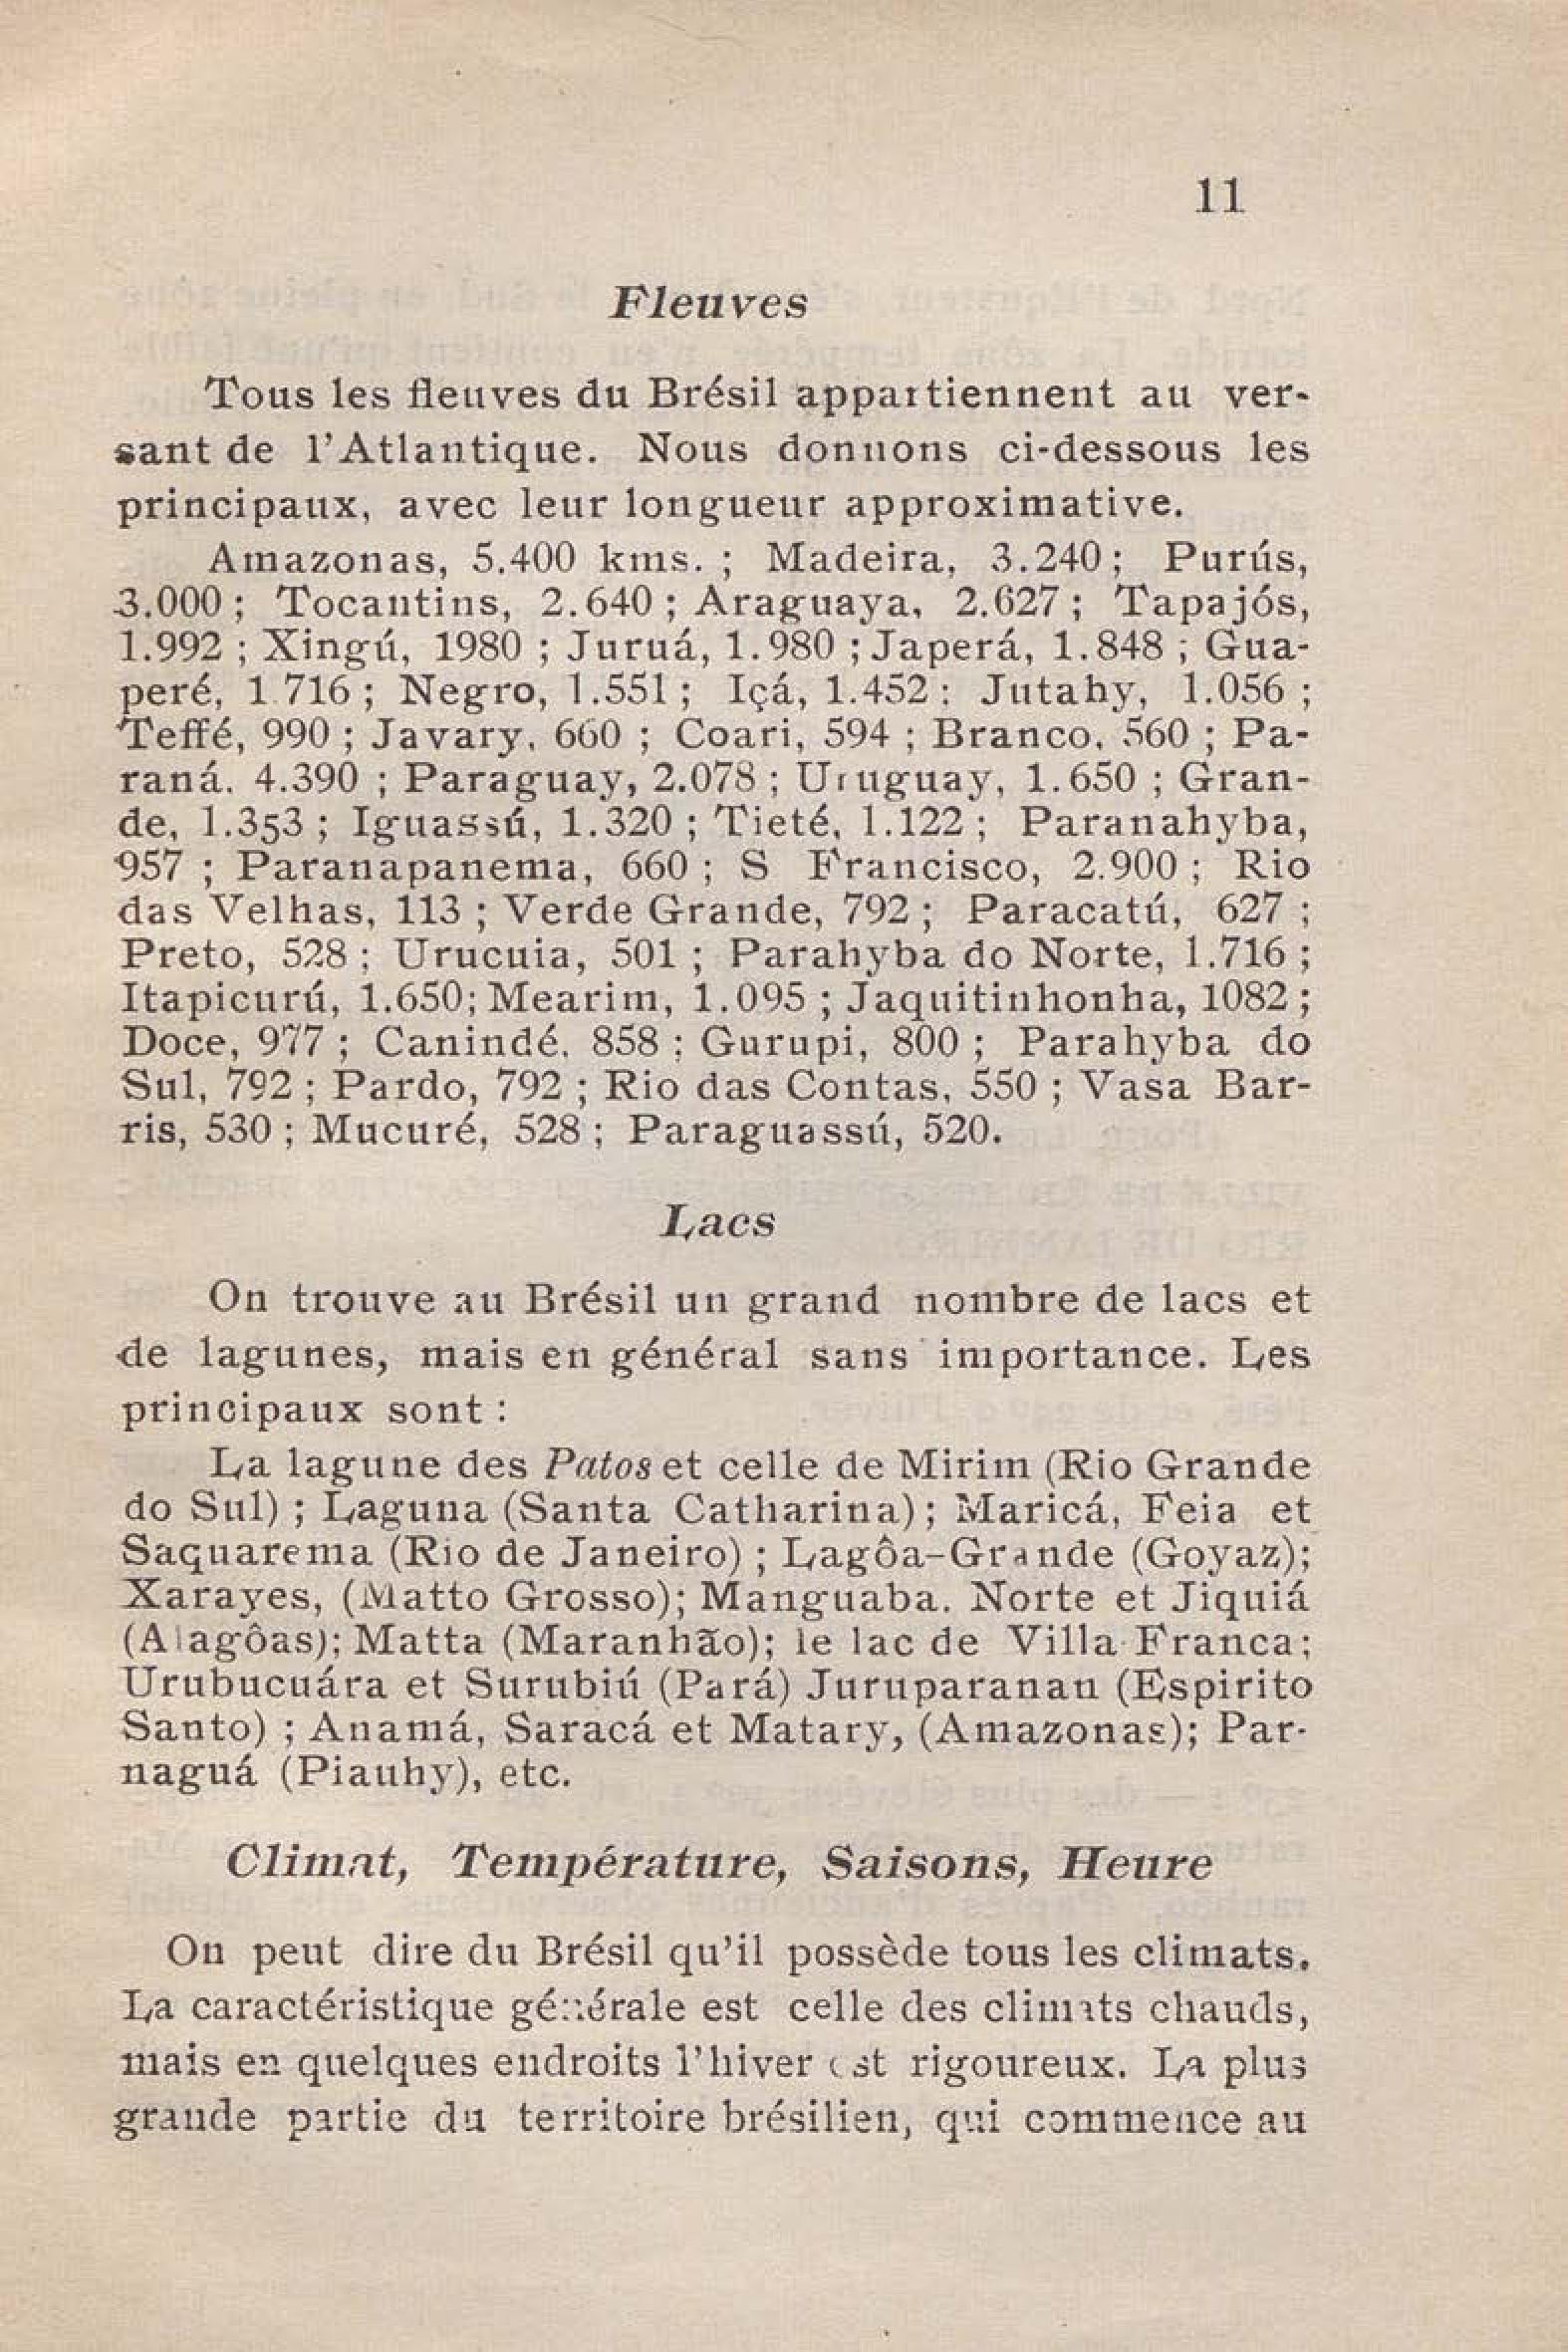 11
Fleuves
Tous les fleuves du Brésil appartiennent au ver-
sant de l'Atlantique. Nous donnons ci-dessous les
principaux, avec leur longueur approximative.
Amazonas, 5.400 kms. ; Madeira, 3.240 ; Purús,
3.000 ; Tocantins, 2.640 ; Araguaya, 2.627 ; Tapajós,
1.992 ; Xingú, 1980 ; Juruá, 1.980 ; Japerá, 1.848 ; Gua-
peré, 1.716 ; Negro, 1.551 ; Içá, 1.452 : Jutahy, 1.056 ;
Teffé, 990 ; Javary, 660 ; Coari, 594 ; Branco, 560 ; Pa-
raná, 4.390 ; Paraguay, 2.078 ; Uruguay, 1.650 ; Gran-
de, 1.353 ; Iguassú, 1.320 ; Tieté, 1.122 ; Paranahyba,
957 ; Paranapanema, 660 ; S Francisco, 2.900 ; Rio
das Velhas, 113 ; Verde Grande, 792 ; Paracatú, 627 ;
Preto, 528 ; Urucuia, 501 ; Parahyba do Norte, 1.716 ;
Itapicurú, 1.650; Mearim, 1.095 ; Jaquitinhonha, 1082 ;
Doce, 977 ; Canindé, 858 ; Gurupi, 800 ; Parahyba do
Sul, 792 ; Pardo, 792 ; Rio das Contas, 550 ; Vasa Bar-
ris, 530 ; Mucuré, 528 ; Paraguassú, 520.
Lacs
On trouve au Brésil un grand nombre de lacs et
de lagunes, mais en général sans importance. Les
principaux sont :
La lagune des Patos et celle de Mirim (Rio Grande
do Sul) ; Laguna (Santa Catharina) ; Maricá, Feia et
Saquarema (Rio de Janeiro) ; Lagôa-Grande (Goyaz);
Xarayes, (Matto Grosso); Manguaba, Norte et Jiquiá
(Alagôas); Matta (Maranhão); le lac de Villa Franca;
Urubucuára et Surubiú (Pará) Juruparanan (Espirito
Santo) ; Anamá, Saracá et Matary, (Amazonas); Par-
naguá (Piauhy), etc.
Climat, Température, Saisons, Heure
On peut dire du Brésil qu'il possède tous les climats.
La caractéristique générale est celle des climats chauds,
mais en quelques endroits l'hiver est rigoureux. La plus
grande partie du territoire brésilien, qui commence au